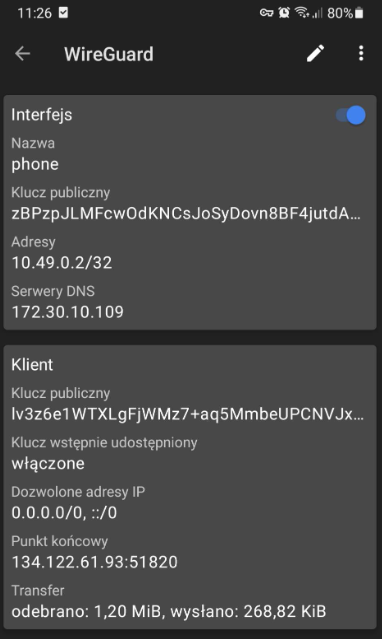 11:26 80%
WireGuard
Interfejs
Nazwa
phone
Klucz publiczny
zBPzpJLMFcwOdKNCsJoSyDovn8BF4jutdA...
Adresy
10.49.0.2/32
Serwery DNS
172.30.10.109
Klient
Klucz publiczny
lv3z6e1WTXLgFjWMz7+aq5MmbeUPCNVJx...
Klucz wstępnie udostępniony
włączone
Dozwolone adresy IP
0.0.0.0/0, ::/0
Punkt końcowy
134.122.61.93:51820
Transfer
odebrano: 1,20 MiB, wysłano: 268,82 KiB